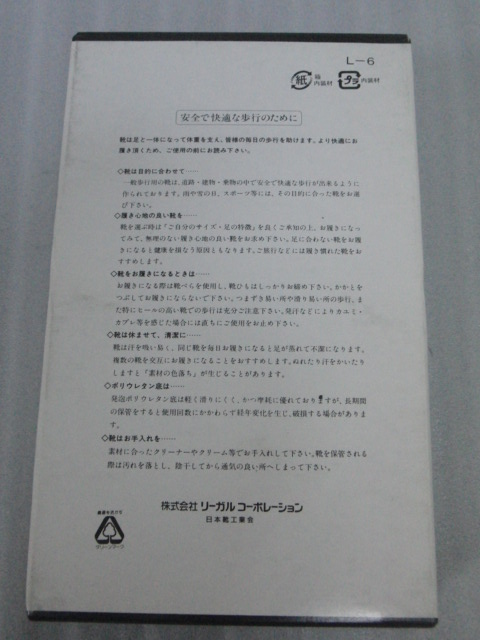 L-6
紙 箱 内装材 プラ 内装材
安全で快適な歩行のために
靴は足と一体になって体重を支え、皆様の毎日の歩行を助けます。より快適にお
履き頂くため、ご使用の前にお読み下さい。
◇靴は目的に合わせて……
一般歩行用の靴は、道路・建物・乗物の中で安全で快適な歩行が出来るように
作られております。雨や雪の日、スポーツ等には、その目的に合った靴をお選
び下さい。
◇履き心地の良い靴を……
靴を選ぶ時は「ご自分のサイズ・足の特徴」を良くご承知の上、お履きになっ
てみて、無理のない履き心地の良い靴をお求め下さい。足に合わない靴をお履
きになると健康を損なう原因ともなります。ご旅行などには履き慣れた靴をお
すすめします。
◇靴をお履きになるときは……
お履きになる際は靴べらを使用し、靴ひもはしっかりお締め下さい。かかとを
つぶしてお履きにならないで下さい。つまずき易い所や滑り易い所の歩行、ま
た特にヒールの高い靴での歩行は充分ご注意下さい。発汗などによりカユミ・
カブレ等を感じた場合には直ちにご使用をお止め下さい。
◇靴は休ませて、清潔に……
靴は汗を吸い易く、同じ靴を毎日お履きになると足が蒸れて不潔になります。
複数の靴を交互にお履きになることをおすすめします。ぬれたり汗をかいたり
しますと「素材の色落ち」が生じることがあります。
◇ポリウレタン底は……
発泡ポリウレタン底は軽く滑りにくく、かつ摩耗に優れておりますが、長期間
の保管をすると使用回数にかかわらず経年変化を生じ、破損する場合があります
す。
◇靴はお手入れを……
素材に合ったクリーナーやクリーム等でお手入れして下さい。靴を保管される
際は汚れを落とし、陰干ししてから通気の良い所へしまって下さい。
株式会社 リーガル コーポレーション
日本靴工業会
グリーンマーク